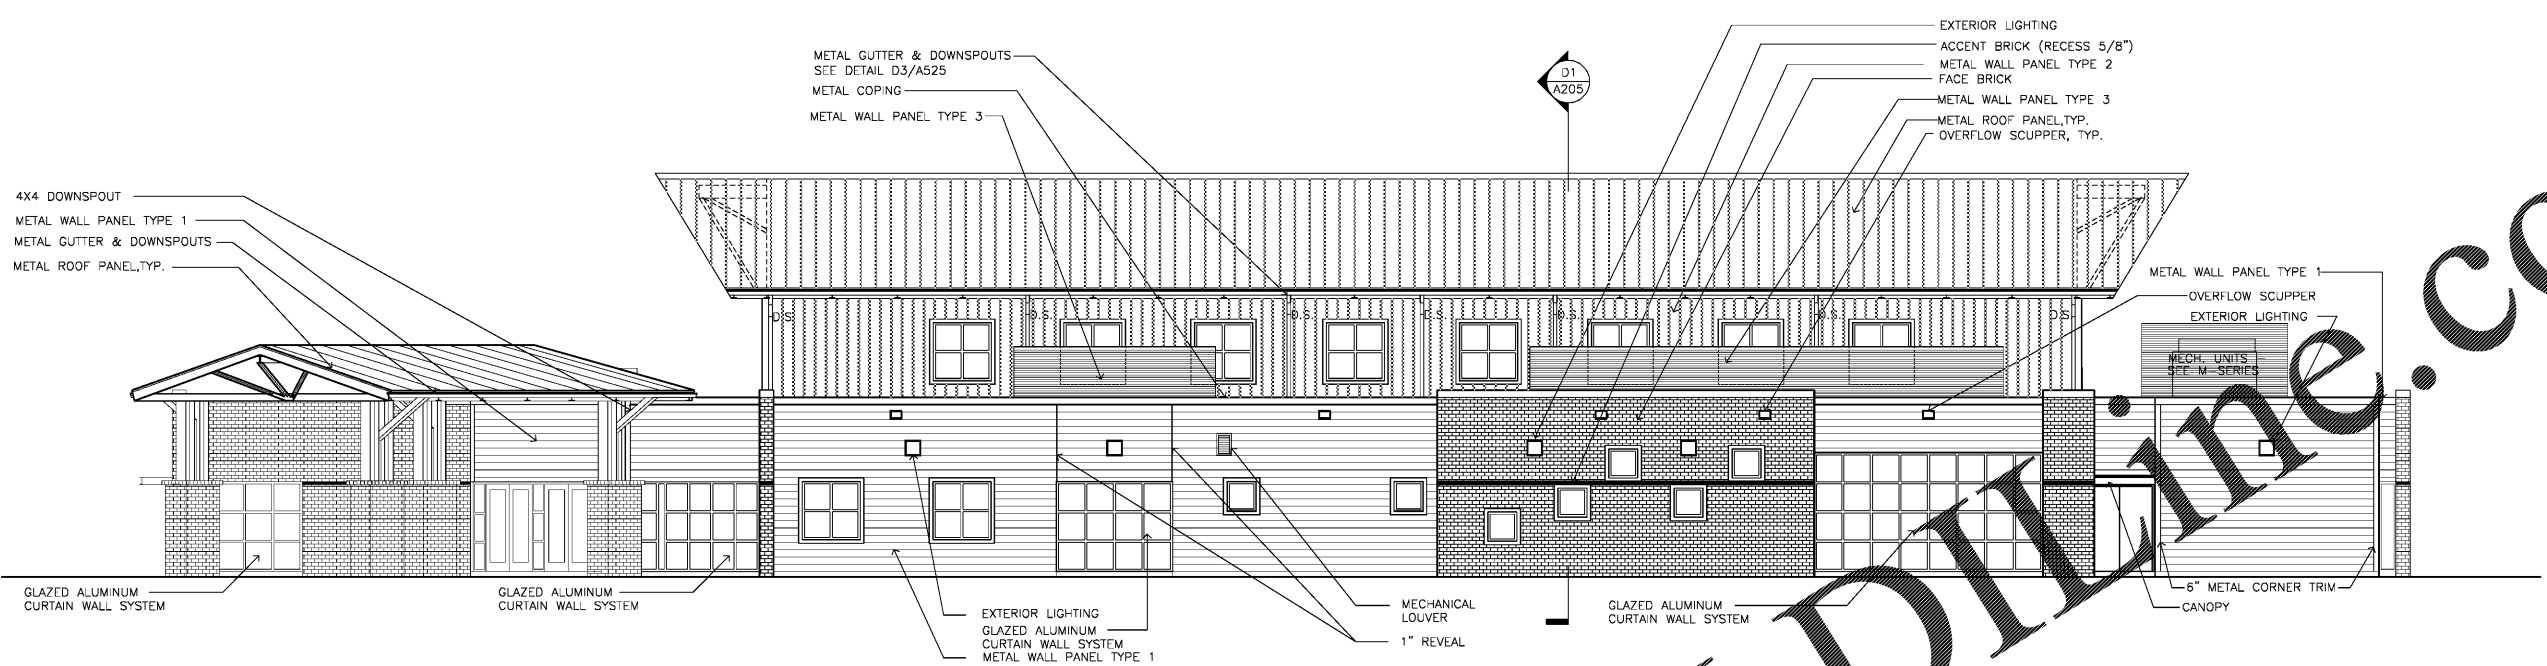 EXTERIOR LIGHTING
ACCENT BRICK (RECESS 5/8")
METAL WALL PANEL TYPE 2
FACE BRICK
METAL WALL PANEL TYPE 3
METAL ROOF PANEL,TYP.
OVERFLOW SCUPPER, TYP.
METAL GUTTER & DOWNSPOUTS
SEE DETAIL D3/A525
METAL COPING
METAL WALL PANEL TYPE 3
D1
A205
4X4 DOWNSPOUT
METAL WALL PANEL TYPE 1
METAL GUTTER & DOWNSPOUTS
METAL ROOF PANEL,TYP.
METAL WALL PANEL TYPE 1
OVERFLOW SCUPPER
EXTERIOR LIGHTING
D.S.
D.S.
D.S.
D.S.
D.S.
D.S.
D.S.
MECH. UNITS -
SEE M-SERIES
GLAZED ALUMINUM
CURTAIN WALL SYSTEM
GLAZED ALUMINUM
CURTAIN WALL SYSTEM
EXTERIOR LIGHTING
GLAZED ALUMINUM
CURTAIN WALL SYSTEM
METAL WALL PANEL TYPE 1
MECHANICAL
LOUVER
1" REVEAL
GLAZED ALUMINUM
CURTAIN WALL SYSTEM
6" METAL CORNER TRIM
CANOPY
DILine.co